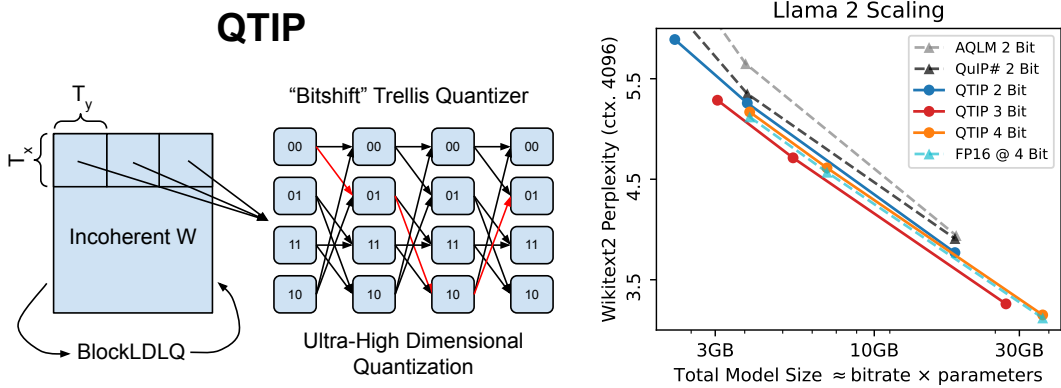 QTIP
T_y
T_x
Incoherent W
BlockLDLQ
“Bitshift” Trellis Quantizer
00 00 00 00
01 01 01 01
11 11 11 11
10 10 10 10
Ultra-High Dimensional
Quantization
Llama 2 Scaling
AQLM 2 Bit
QuIP# 2 Bit
QTIP 2 Bit
QTIP 3 Bit
QTIP 4 Bit
FP16 @ 4 Bit
Wikitext2 Perplexity (ctx. 4096)
5.5
4.5
3.5
3GB 10GB 30GB
Total Model Size ≈ bitrate × parameters